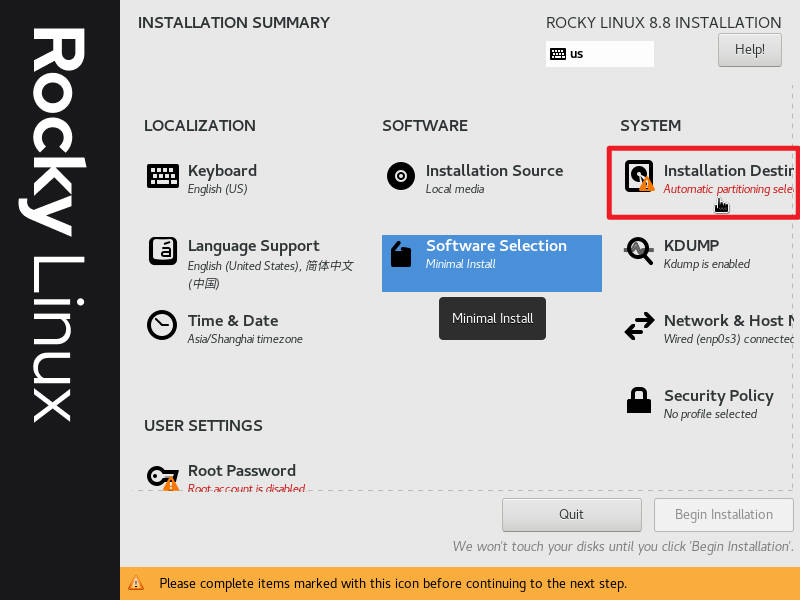 Rocky Linux
INSTALLATION SUMMARY
ROCKY LINUX 8.8 INSTALLATION
us
Help!
LOCALIZATION
Keyboard
English (US)
Language Support
English (United States), 简体中文
(中国)
Time & Date
Asia/Shanghai timezone
SOFTWARE
Installation Source
Local media
Software Selection
Minimal Install
Minimal Install
SYSTEM
Installation Destin
Automatic partitioning sele
KDUMP
Kdump is enabled
Network & Host N
Wired (enp0s3) connected
Security Policy
No profile selected
USER SETTINGS
Root Password
Root account is disabled
Quit
Begin Installation
We won't touch your disks until you click 'Begin Installation'.
Please complete items marked with this icon before continuing to the next step.